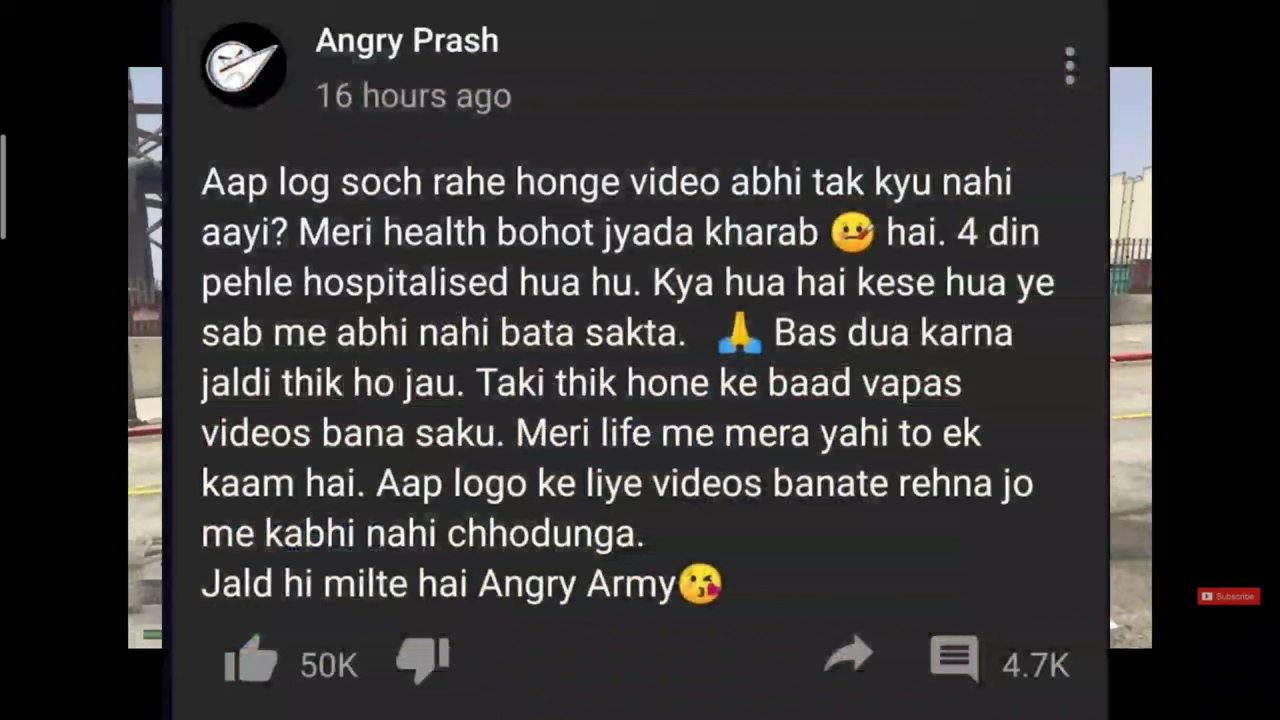 Angry Prash
16 hours ago
Aap log soch rahe honge video abhi tak kyu nahi
aayi? Meri health bohot jyada kharab 🤒 hai. 4 din
pehle hospitalised hua hu. Kya hua hai kese hua ye
sab me abhi nahi bata sakta. 🙏 Bas dua karna
jaldi thik ho jau. Taki thik hone ke baad vapas
videos bana saku. Meri life me mera yahi to ek
kaam hai. Aap logo ke liye videos banate rehna jo
me kabhi nahi chhodunga.
Jald hi milte hai Angry Army😘
50K 4.7K
Subscribe